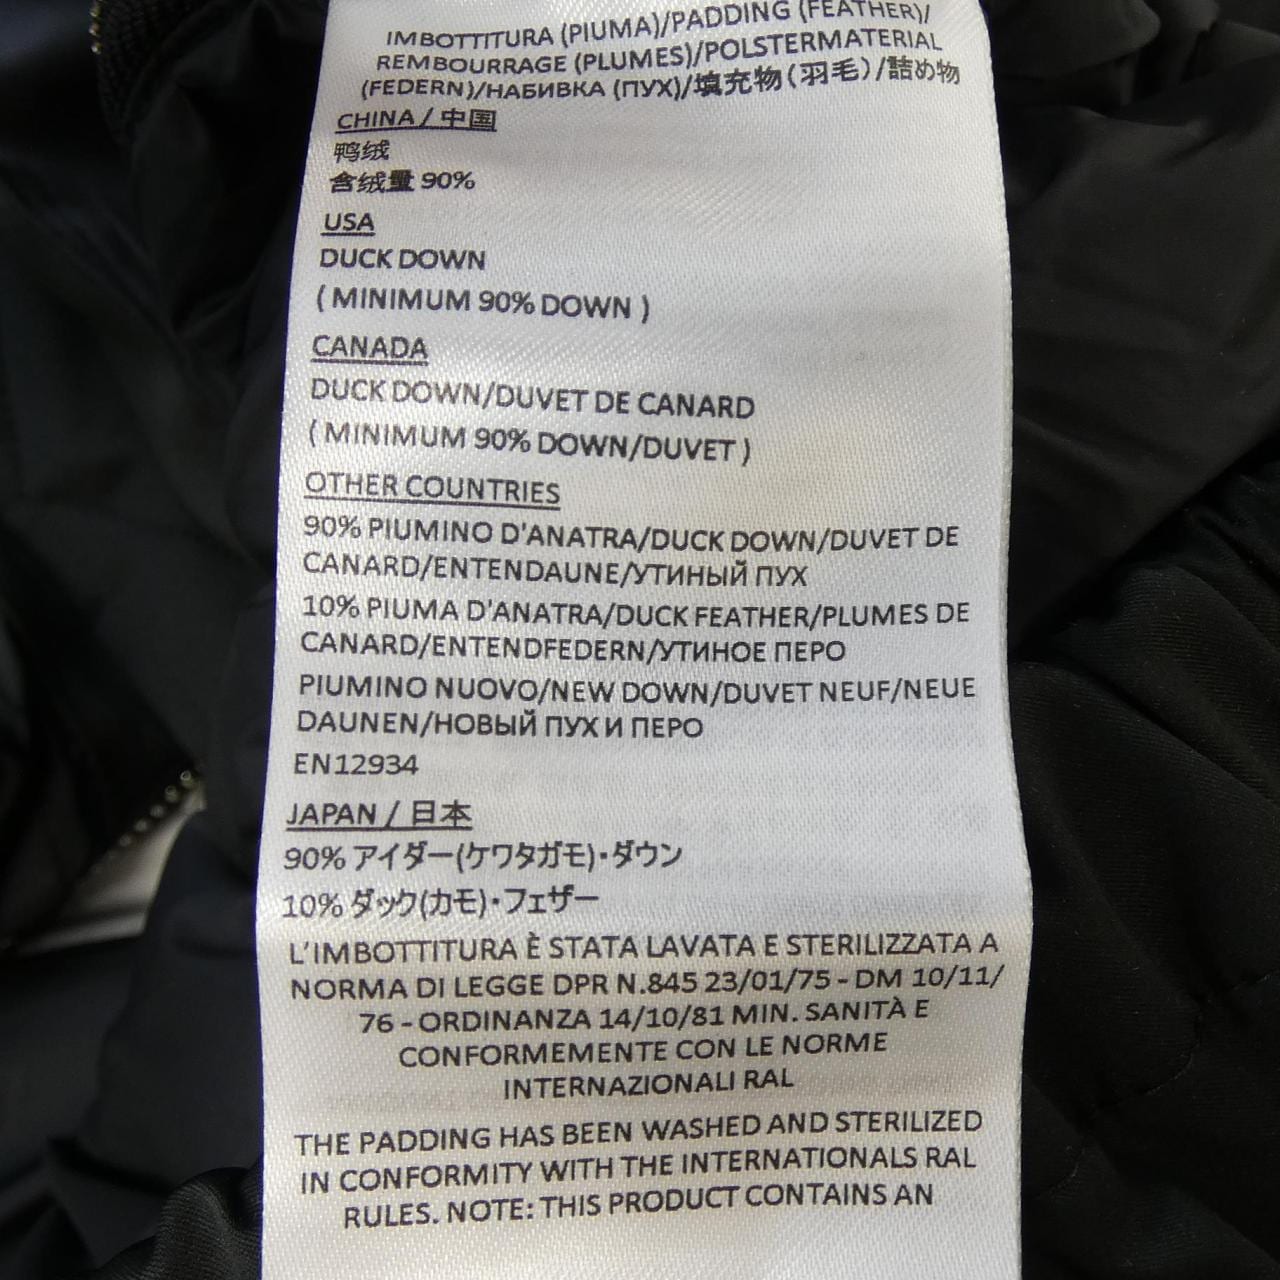 IMBOTTITURA (PIUMA)/PADDING (FEATHER)/
REMBOURRAGE (PLUMES)/POLSTERMATERIAL
(FEDERN)/НАБИВКА (ПУХ)/填充物(羽毛)/詰め物
CHINA / 中国
鸭绒
含绒量 90%
USA
DUCK DOWN
( MINIMUM 90% DOWN )
CANADA
DUCK DOWN/DUVET DE CANARD
( MINIMUM 90% DOWN/DUVET )
OTHER COUNTRIES
90% PIUMINO D'ANATRA/DUCK DOWN/DUVET DE
CANARD/ENTENDAUNE/УТИНЫЙ ПУХ
10% PIUMA D'ANATRA/DUCK FEATHER/PLUMES DE
CANARD/ENTENDFEDERN/УТИНОЕ ПЕРО
PIUMINO NUOVO/NEW DOWN/DUVET NEUF/NEUE
DAUNEN/НОВЫЙ ПУХ И ПЕРО
EN12934
JAPAN / 日本
90% アイダー(ケワタガモ)・ダウン
10% ダック(カモ)・フェザー
L'IMBOTTITURA È STATA LAVATA E STERILIZZATA A
NORMA DI LEGGE DPR N.845 23/01/75 - DM 10/11/
76 - ORDINANZA 14/10/81 MIN. SANITÀ E
CONFORMEMENTE CON LE NORME
INTERNAZIONALI RAL
THE PADDING HAS BEEN WASHED AND STERILIZED
IN CONFORMITY WITH THE INTERNATIONALS RAL
RULES. NOTE: THIS PRODUCT CONTAINS AN